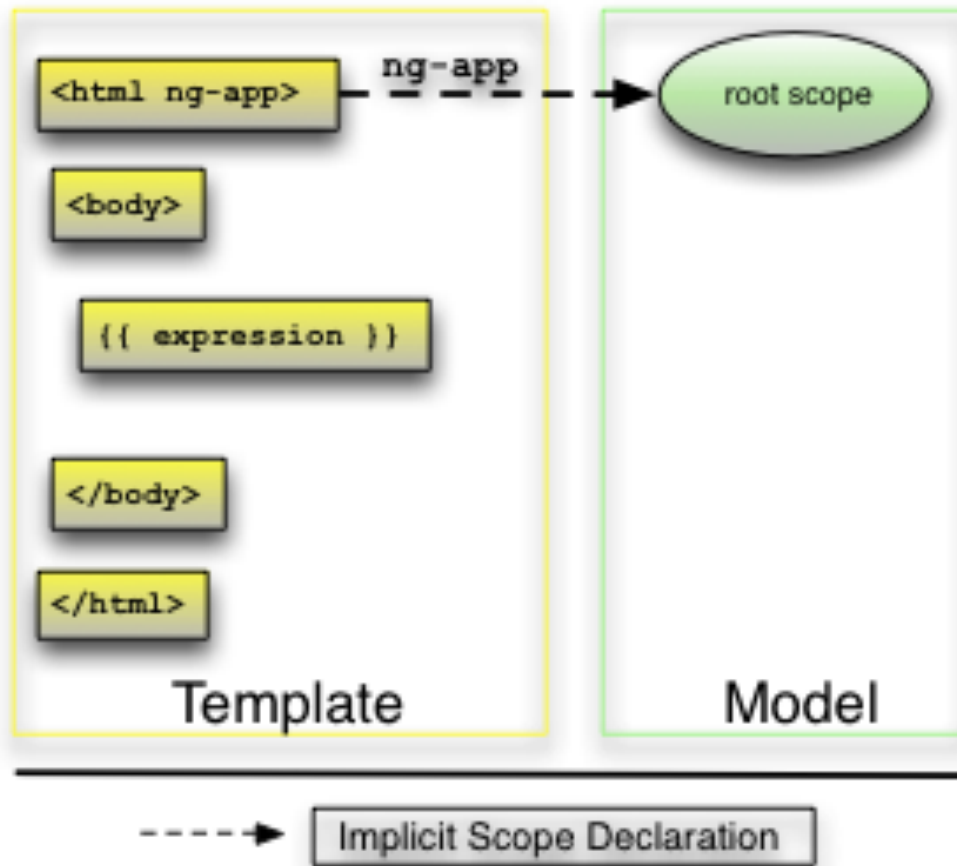 <html ng-app>
ng-app
root scope
<body>
{{ expression }}
</body>
</html>
Template
Model
Implicit Scope Declaration